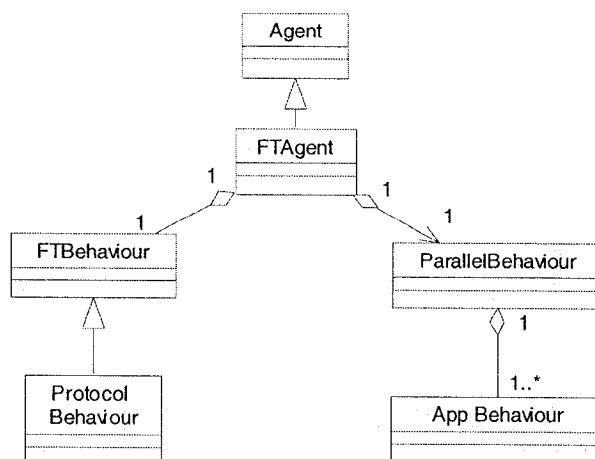 Agent
FTAgent
1
1
1
1
FTBehaviour
ParallelBehaviour
1
Protocol
Behaviour
1..*
App Behaviour